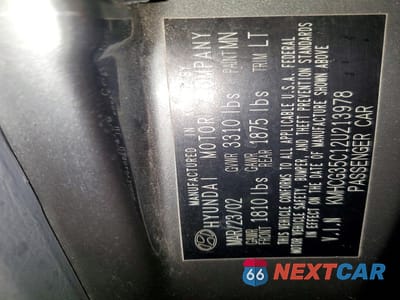 MANUFACTURED IN
HYUNDAI MOTOR COMPANY
MAR/23/02 GVWR 3310 lbs PAINT MN
GAWR FRONT 1810 lbs GAWR REAR 1875 lbs TRIM LT
THIS VEHICLE CONFORMS TO ALL APPLICABLE U.S.A. FEDERAL
MOTOR VEHICLE SAFETY, BUMPER, AND THEFT PREVENTION STANDARDS
IN EFFECT ON THE DATE OF MANUFACTURE SHOWN ABOVE
V.I.N KMHCG35C12U213978
PASSENGER CAR
66 NEXTCAR